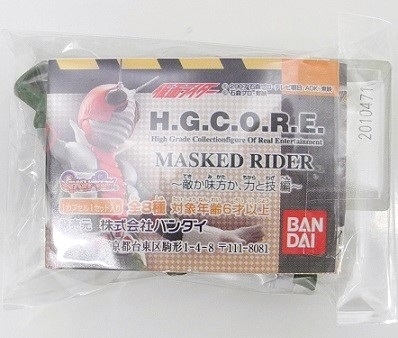 仮面ライダー
H.G.C.O.R.E.
High Grade Collectionfigure Of Real Entertainment
MASKED RIDER
～敵か味方か、力と技編～
全8種 対象年齢6才以上
株式会社バンダイ
京都台東区駒形1-4-8 〒111-8081
BAN
DAI
2010471